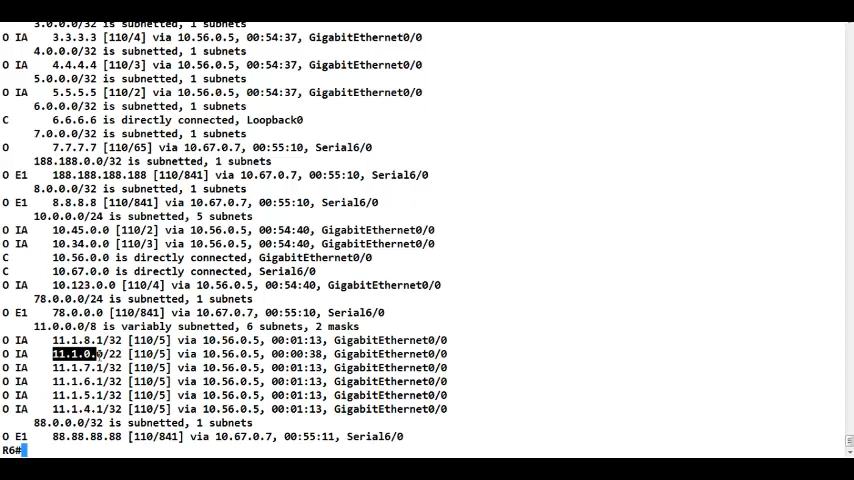 3.0.0.0/32 is subnetted, 1 subnets
O IA 3.3.3.3 [110/4] via 10.56.0.5, 00:54:37, GigabitEthernet0/0
4.0.0.0/32 is subnetted, 1 subnets
O IA 4.4.4.4 [110/3] via 10.56.0.5, 00:54:37, GigabitEthernet0/0
5.0.0.0/32 is subnetted, 1 subnets
O IA 5.5.5.5 [110/2] via 10.56.0.5, 00:54:37, GigabitEthernet0/0
6.0.0.0/32 is subnetted, 1 subnets
C 6.6.6.6 is directly connected, Loopback0
7.0.0.0/32 is subnetted, 1 subnets
O 7.7.7.7 [110/65] via 10.67.0.7, 00:55:10, Serial6/0
188.188.0.0/32 is subnetted, 1 subnets
O E1 188.188.188.188 [110/841] via 10.67.0.7, 00:55:10, Serial6/0
8.0.0.0/32 is subnetted, 1 subnets
O E1 8.8.8.8 [110/841] via 10.67.0.7, 00:55:10, Serial6/0
10.0.0.0/24 is subnetted, 5 subnets
O IA 10.45.0.0 [110/2] via 10.56.0.5, 00:54:40, GigabitEthernet0/0
O IA 10.34.0.0 [110/3] via 10.56.0.5, 00:54:40, GigabitEthernet0/0
C 10.56.0.0 is directly connected, GigabitEthernet0/0
C 10.67.0.0 is directly connected, Serial6/0
O IA 10.123.0.0 [110/4] via 10.56.0.5, 00:54:40, GigabitEthernet0/0
78.0.0.0/24 is subnetted, 1 subnets
O E1 78.0.0.0 [110/841] via 10.67.0.7, 00:55:10, Serial6/0
11.0.0.0/8 is variably subnetted, 6 subnets, 2 masks
O IA 11.1.8.1/32 [110/5] via 10.56.0.5, 00:01:13, GigabitEthernet0/0
O IA 11.1.0.0/22 [110/5] via 10.56.0.5, 00:00:38, GigabitEthernet0/0
O IA 11.1.7.1/32 [110/5] via 10.56.0.5, 00:01:13, GigabitEthernet0/0
O IA 11.1.6.1/32 [110/5] via 10.56.0.5, 00:01:13, GigabitEthernet0/0
O IA 11.1.5.1/32 [110/5] via 10.56.0.5, 00:01:13, GigabitEthernet0/0
O IA 11.1.4.1/32 [110/5] via 10.56.0.5, 00:01:13, GigabitEthernet0/0
88.0.0.0/32 is subnetted, 1 subnets
O E1 88.88.88.88 [110/841] via 10.67.0.7, 00:55:11, Serial6/0
R6#